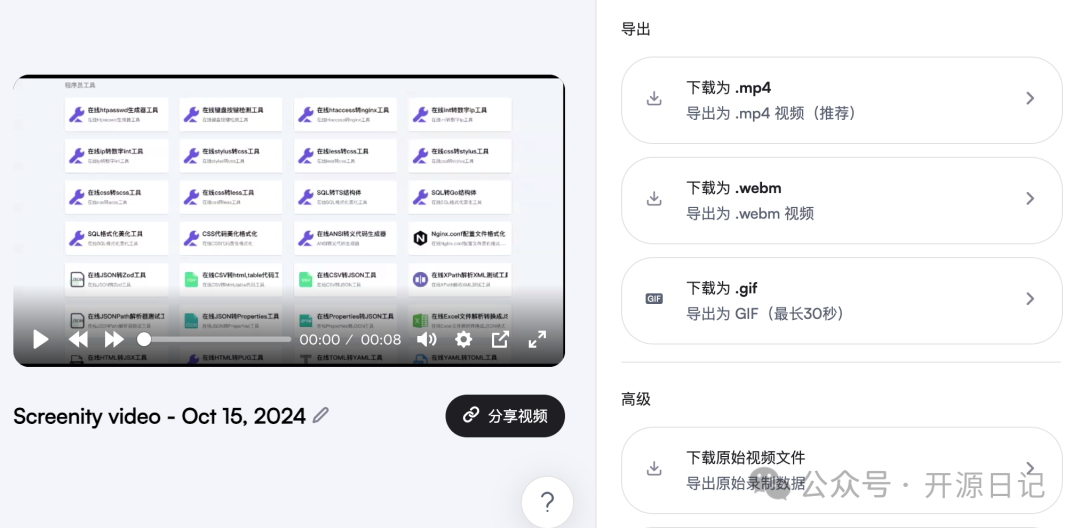 程序员工具
在线htpasswd生成器工具
在线键盘按键检测工具
在线htaccess转nginx工具
在线int转数字ip工具
在线ip转数字int工具
在线stylus转css工具
在线less转css工具
在线css转stylus工具
在线css转scss工具
在线css转less工具
SQL转TS结构体
SQL转Go结构体
SQL格式化美化工具
CSS代码美化格式化
在线ANSI转义代码生成器
Nginx.conf配置文件格式化
在线JSON转Zod工具
在线CSV转html,table代码工
在线CSV转JSON工具
在线XPath解析XML测试工具
在线JSONPath解析器测试工
在线JSON转Properties工具
在线Properties转JSON工具
在线Excel文件解析转换成JS
在线HTML转JSX工具
在线HTML转PUG工具
在线TOML转YAML工具
在线YAML转TOML工具
00:00 / 00:08
Screenity video - Oct 15, 2024
分享视频
?
导出
下载为 .mp4
导出为 .mp4 视频（推荐）
下载为 .webm
导出为 .webm 视频
GIF
下载为 .gif
导出为 GIF（最长30秒）
高级
下载原始视频文件
导出原始录制数据
公众号 · 开源日记